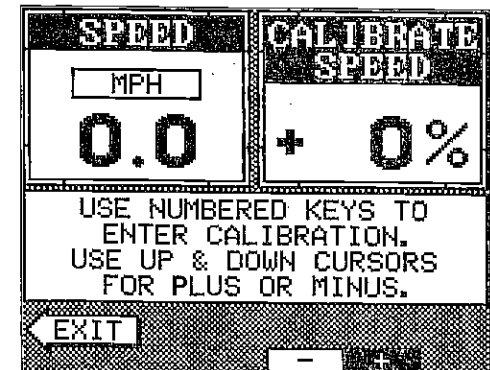 SPEED
MPH
0.0
CALIBRATE
SPEED
+ 0%
USE NUMBERED KEYS TO
ENTER CALIBRATION.
USE UP & DOWN CURSORS
FOR PLUS OR MINUS.
EXIT
- +